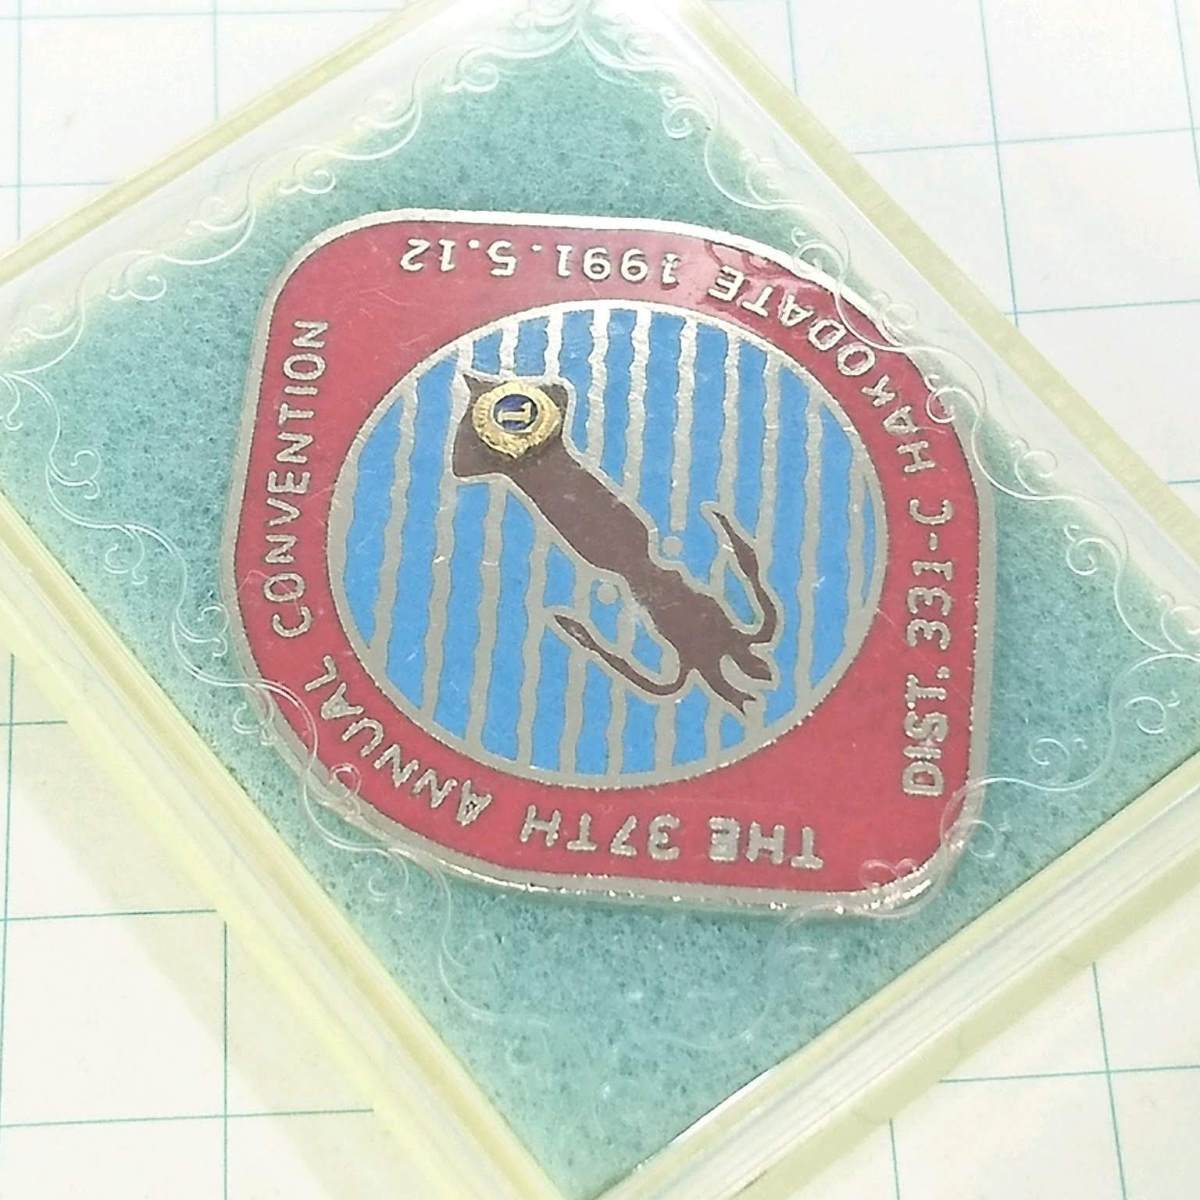 THE 37TH ANNUAL CONVENTION
DIST. 331-C HAKODATE 1991.5.12
L